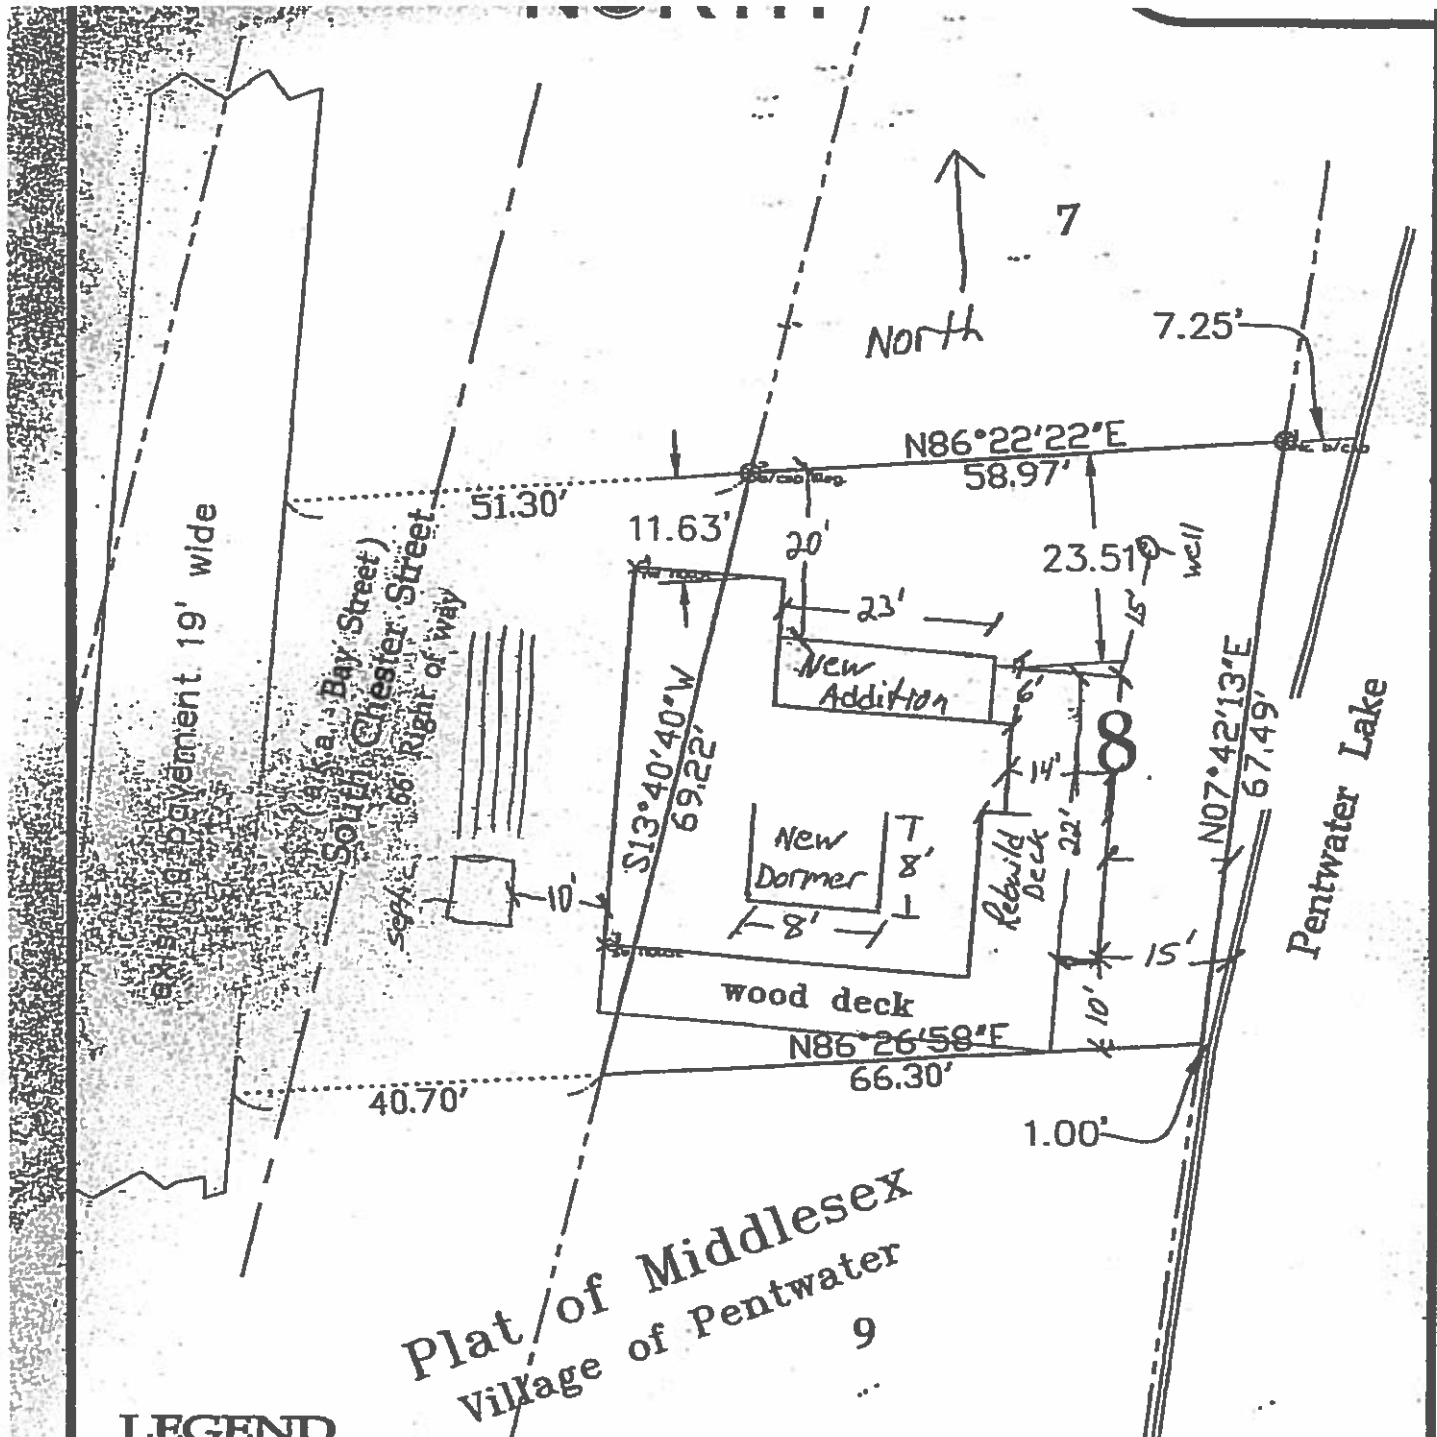 NORTH
7
North
7.25'
N86°22'22"E
58.97'
51.30'
11.63'
20'
23.51'
well
15'
23'
New
Addition
6'
8
14'
22'
existing pavement 19' wide
(a.k.a. Bay Street)
South Chester Street
66' Right of way
S13°40'40"W
69.22'
N07°42'13"E
67.49'
Pentwater Lake
New
Dormer
8'
8'
Rebuild
Deck
10'
15'
10'
wood deck
N86°26'58"E
66.30'
40.70'
1.00'
Plat of Middlesex
Village of Pentwater
9
LEGEND